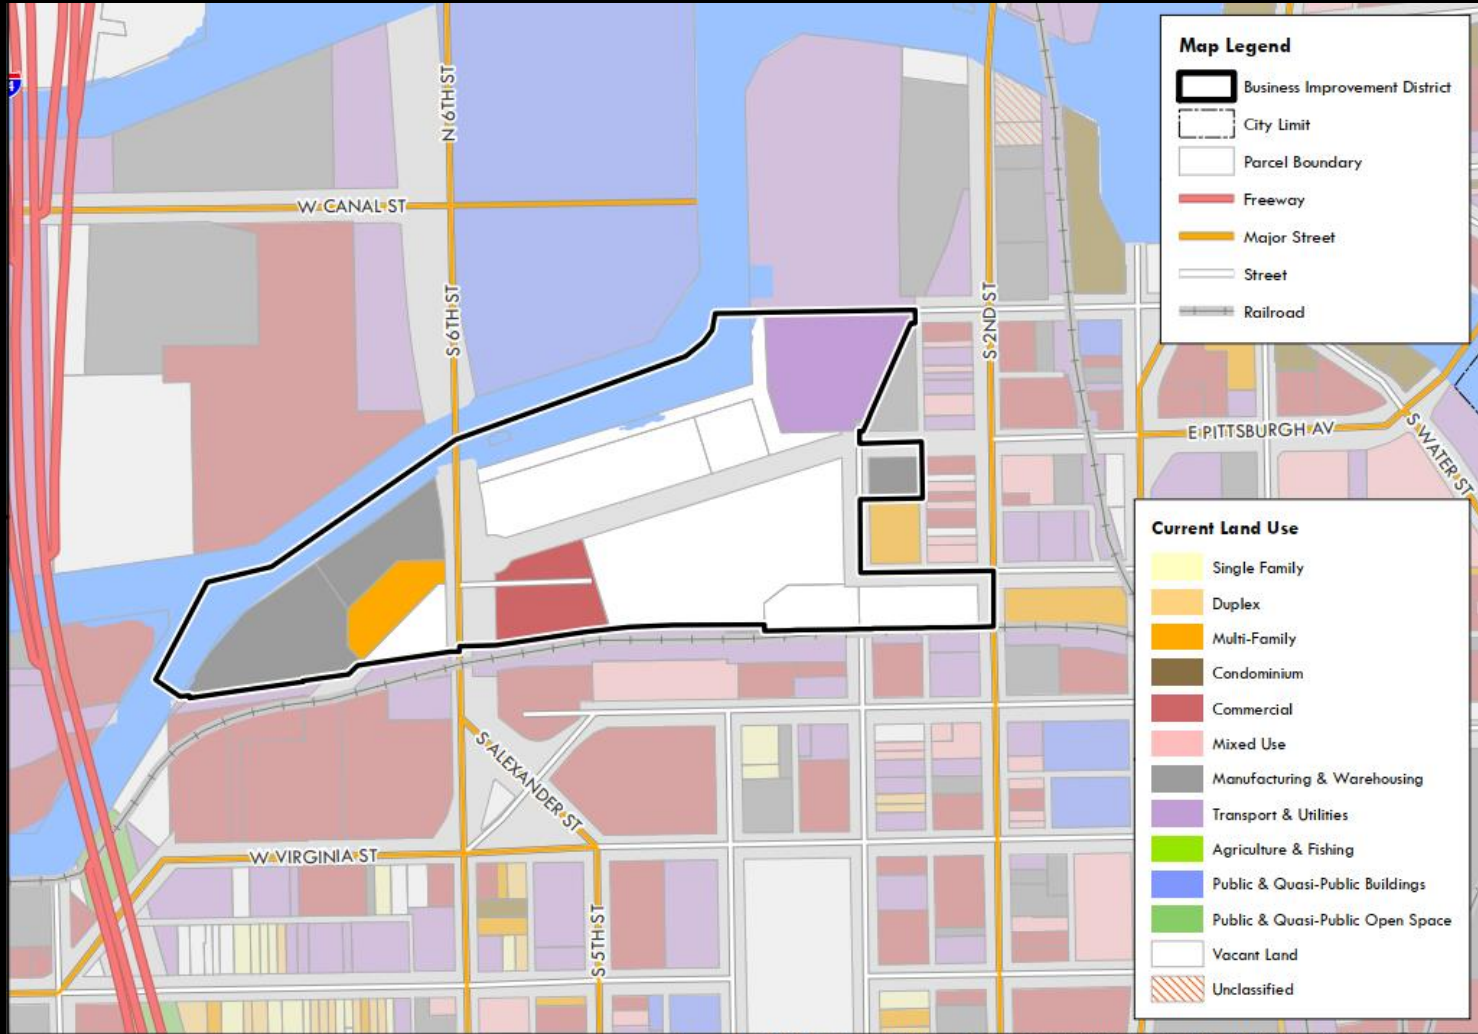 4
N 6TH ST
W CANAL ST
S 6TH ST
S 2ND ST
E PITTSBURGH AV
S WATER ST
S ALEXANDER ST
W VIRGINIA ST
S 5TH ST
Map Legend
Business Improvement District
City Limit
Parcel Boundary
Freeway
Major Street
Street
Railroad
Current Land Use
Single Family
Duplex
Multi-Family
Condominium
Commercial
Mixed Use
Manufacturing & Warehousing
Transport & Utilities
Agriculture & Fishing
Public & Quasi-Public Buildings
Public & Quasi-Public Open Space
Vacant Land
Unclassified